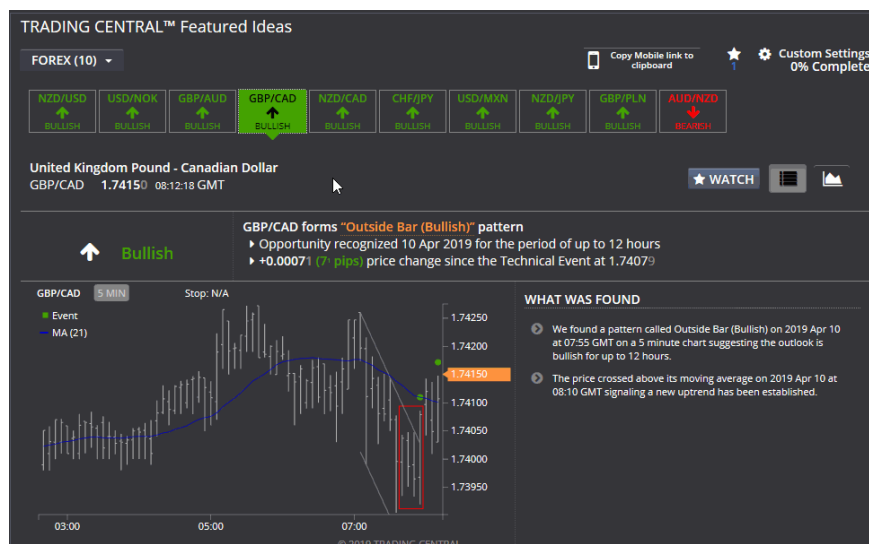 TRADING CENTRAL™ Featured Ideas
FOREX (10)
Copy Mobile link to
clipboard
1
Custom Settings
0% Complete
NZD/USD USD/NOK GBP/AUD GBP/CAD NZD/CAD CHF/JPY USD/MXN NZD/JPY GBP/PLN AUD/NZD
BULLISH BULLISH BULLISH BULLISH BULLISH BULLISH BULLISH BULLISH BULLISH BEARISH
United Kingdom Pound - Canadian Dollar
GBP/CAD 1.74150 08:12:18 GMT
WATCH
Bullish
GBP/CAD forms "Outside Bar (Bullish)" pattern
Opportunity recognized 10 Apr 2019 for the period of up to 12 hours
+0.00071 (7¹ pips) price change since the Technical Event at 1.74079
GBP/CAD 5 MIN Stop: N/A
Event
MA (21)
1.74250
1.74200
1.74150
1.74100
1.74050
1.74000
1.73950
03:00 05:00 07:00
© 2019 TRADING CENTRAL
WHAT WAS FOUND
We found a pattern called Outside Bar (Bullish) on 2019 Apr 10
at 07:55 GMT on a 5 minute chart suggesting the outlook is
bullish for up to 12 hours.
The price crossed above its moving average on 2019 Apr 10 at
08:10 GMT signaling a new uptrend has been established.